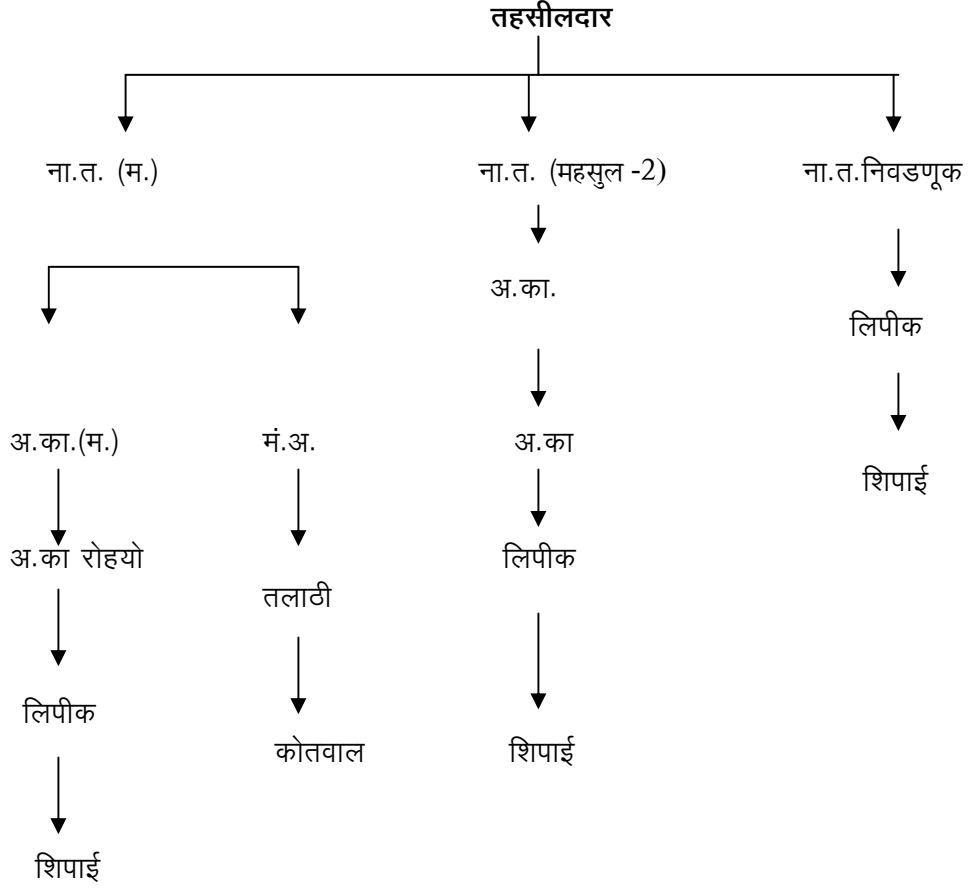 तहसीलदार
ना.त. (म.)
ना.त. (महसुल -2)
ना.त.निवडणूक
अ.का.
लिपीक
अ.का.(म.)
मं.अ.
अ.का
शिपाई
अ.का रोहयो
लिपीक
तलाठी
लिपीक
कोतवाल
शिपाई
शिपाई